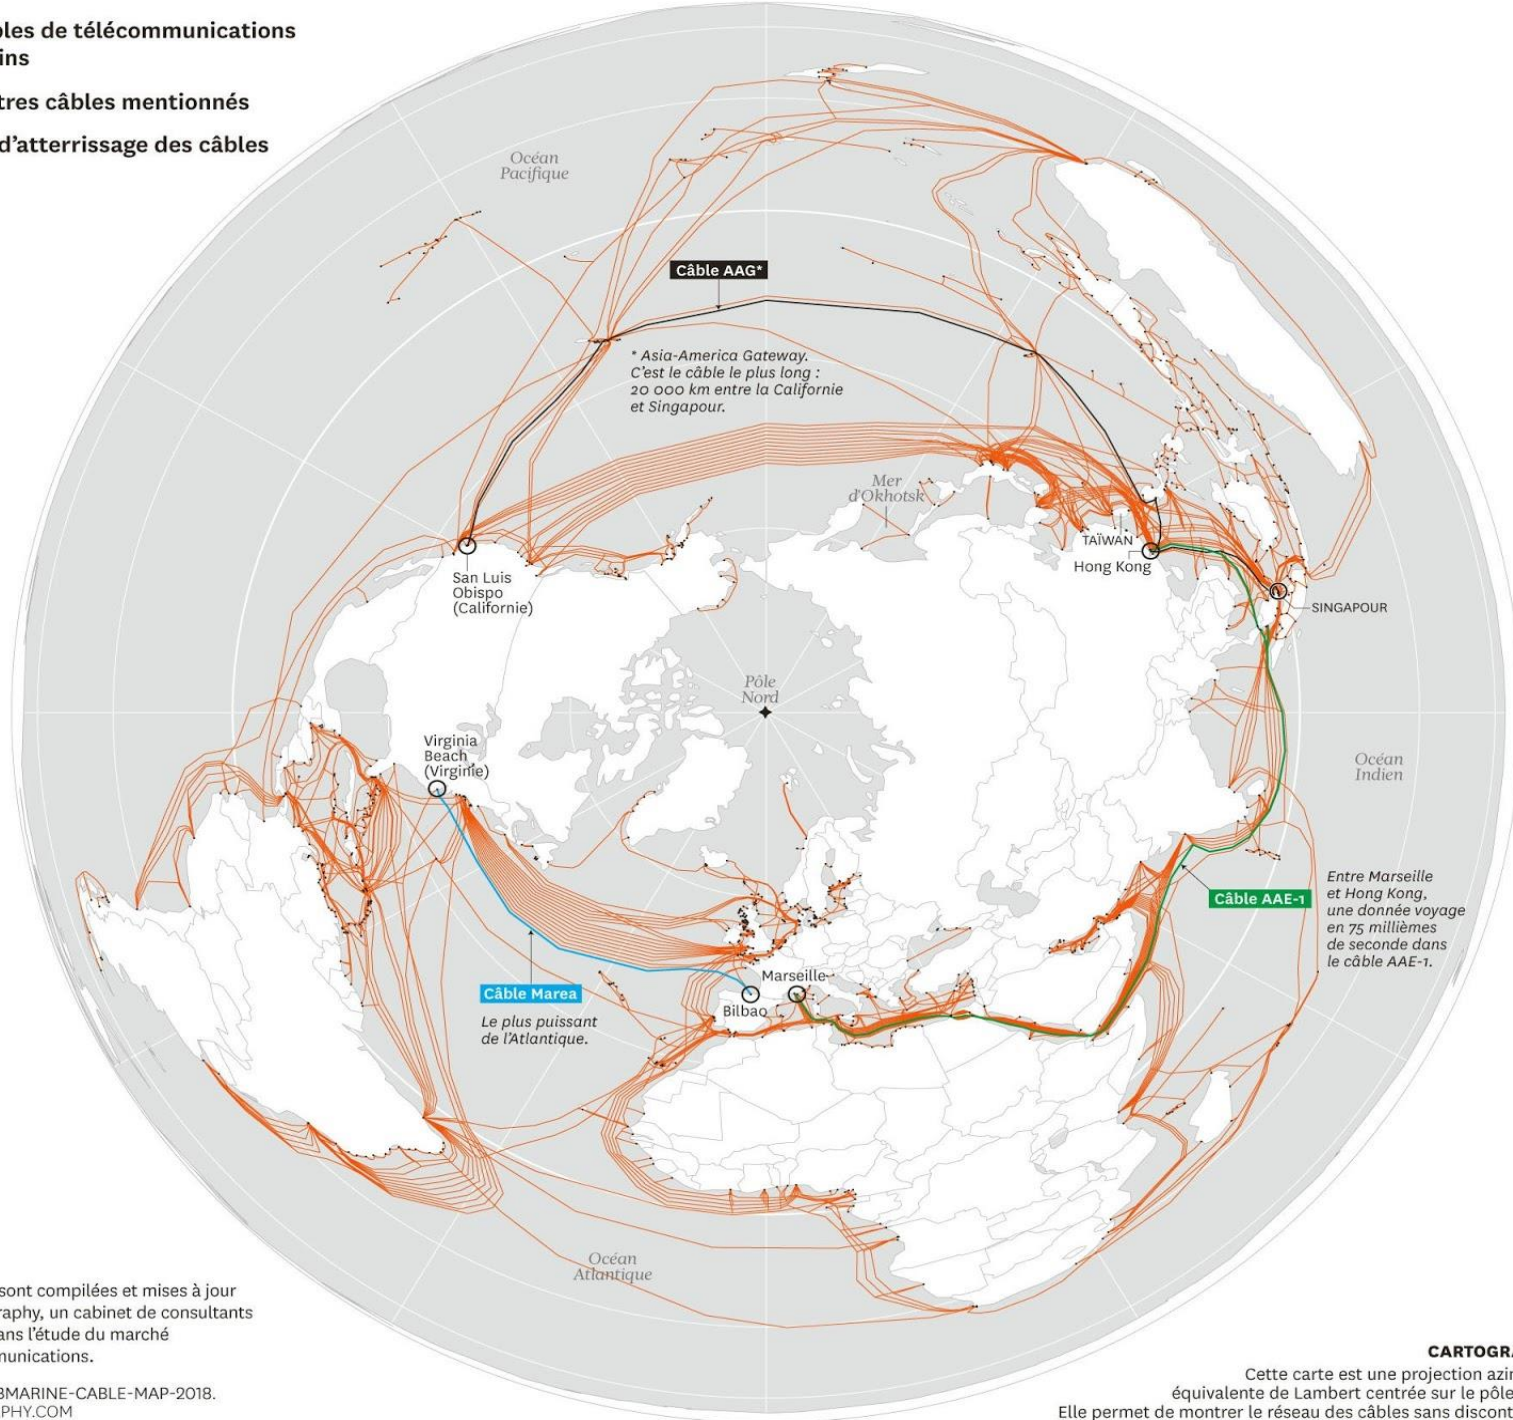 bles de télécommunications
ins
tres câbles mentionnés
d’atterrissage des câbles
Océan
Pacifique
Câble AAG*
* Asia-America Gateway.
C’est le câble le plus long :
20 000 km entre la Californie
et Singapour.
Mer
d’Okhotsk
TAÏWAN
Hong Kong
San Luis
Obispo
(Californie)
SINGAPOUR
Pôle
Nord
Virginia
Beach
(Virginie)
Océan
Indien
Câble AAE-1
Entre Marseille
et Hong Kong,
une donnée voyage
en 75 millièmes
de seconde dans
le câble AAE-1.
Câble Marea
Le plus puissant
de l’Atlantique.
Marseille
Bilbao
Océan
Atlantique
sont compilées et mises à jour
raphy, un cabinet de consultants
ans l’étude du marché
munications.
BMARINE-CABLE-MAP-2018.
APHY.COM
CARTOGRA
Cette carte est une projection azim
équivalente de Lambert centrée sur le pôle
Elle permet de montrer le réseau des câbles sans discont